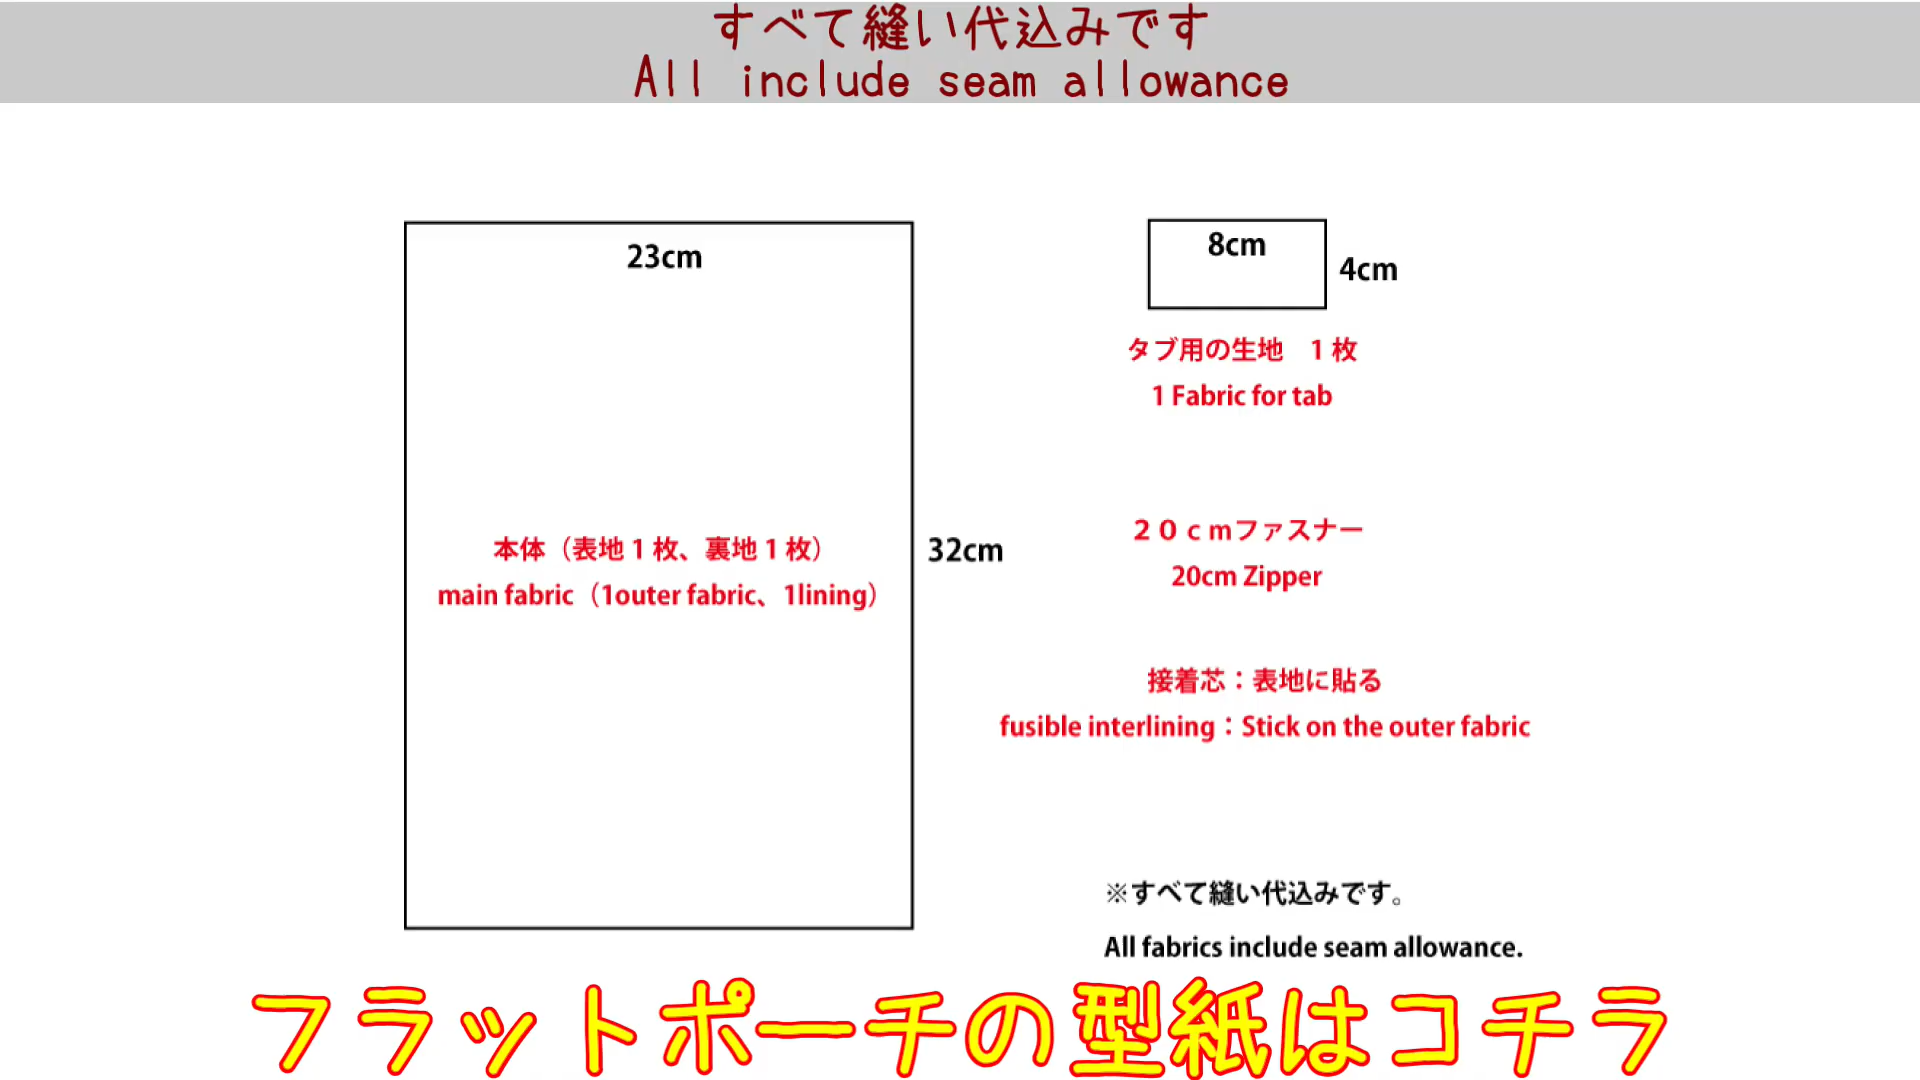 すべて縫い代込みです
All include seam allowance
23cm
32cm
本体（表地1枚、裏地1枚）
main fabric（1outer fabric、1lining）
8cm
4cm
タブ用の生地　1枚
1 Fabric for tab
２０ｃｍファスナー
20cm Zipper
接着芯：表地に貼る
fusible interlining：Stick on the outer fabric
※すべて縫い代込みです。
All fabrics include seam allowance.
フラットポーチの型紙はコチラ